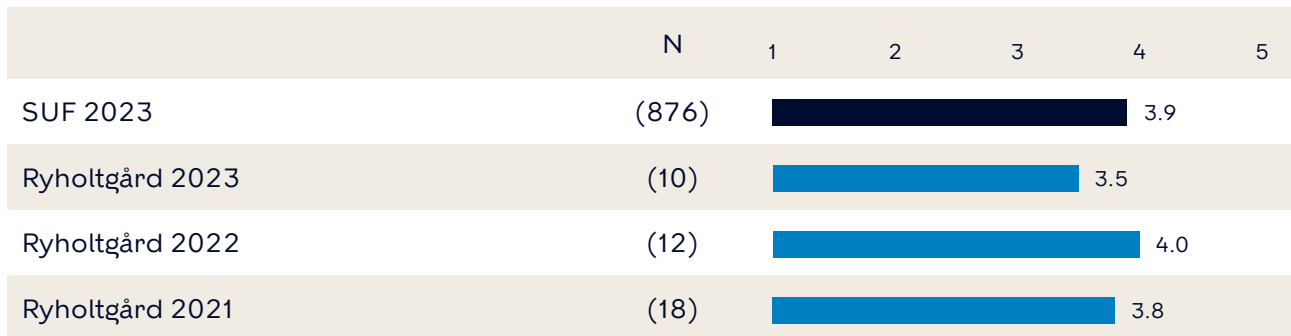 N 1 2 3 4 5
SUF 2023 (876) 3.9
Ryholtgård 2023 (10) 3.5
Ryholtgård 2022 (12) 4.0
Ryholtgård 2021 (18) 3.8